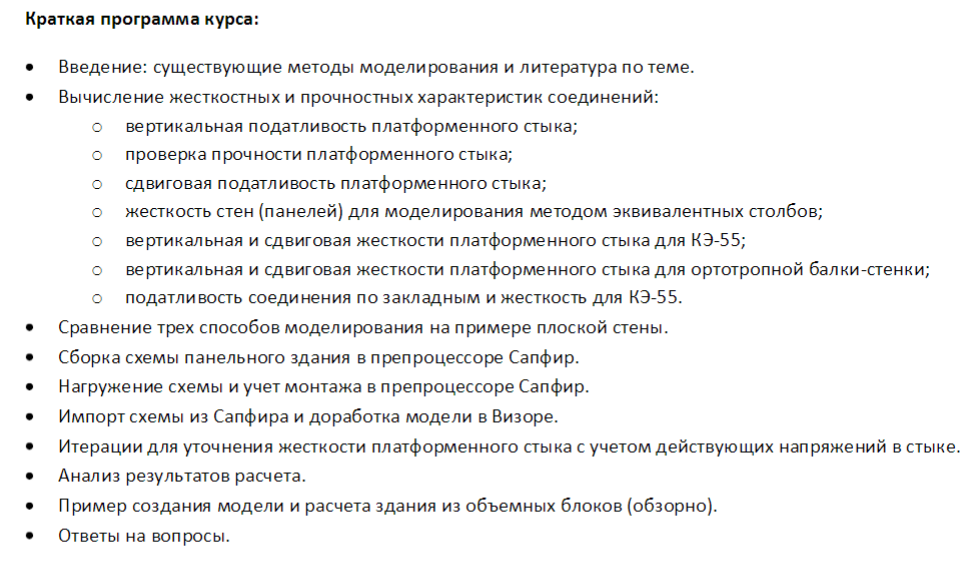 Краткая программа курса:
• Введение: существующие методы моделирования и литература по теме.
• Вычисление жесткостных и прочностных характеристик соединений:
o вертикальная податливость платформенного стыка;
o проверка прочности платформенного стыка;
o сдвиговая податливость платформенного стыка;
o жесткость стен (панелей) для моделирования методом эквивалентных столбов;
o вертикальная и сдвиговая жесткости платформенного стыка для КЭ-55;
o вертикальная и сдвиговая жесткости платформенного стыка для ортотропной балки-стенки;
o податливость соединения по закладным и жесткость для КЭ-55.
• Сравнение трех способов моделирования на примере плоской стены.
• Сборка схемы панельного здания в препроцессоре Сапфир.
• Нагружение схемы и учет монтажа в препроцессоре Сапфир.
• Импорт схемы из Сапфира и доработка модели в Визоре.
• Итерации для уточнения жесткости платформенного стыка с учетом действующих напряжений в стыке.
• Анализ результатов расчета.
• Пример создания модели и расчета здания из объемных блоков (обзорно).
• Ответы на вопросы.